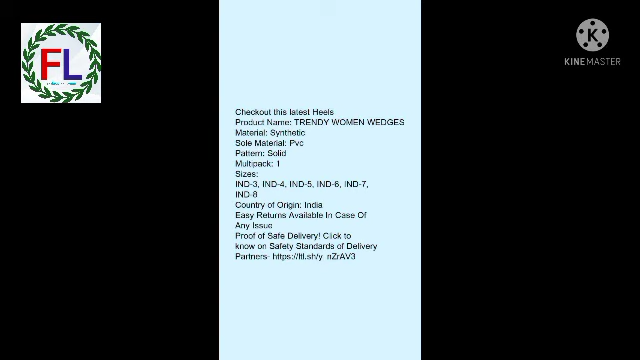 FL
KINEMASTER
Checkout this latest Heels
Product Name: TRENDY WOMEN WEDGES
Material: Synthetic
Sole Material: Pvc
Pattern: Solid
Multipack: 1
Sizes:
IND-3, IND-4, IND-5, IND-6, IND-7,
IND-8
Country of Origin: India
Easy Returns Available In Case Of
Any Issue
Proof of Safe Delivery! Click to
know on Safety Standards of Delivery
Partners- https://ltl.sh/y_nZrAV3